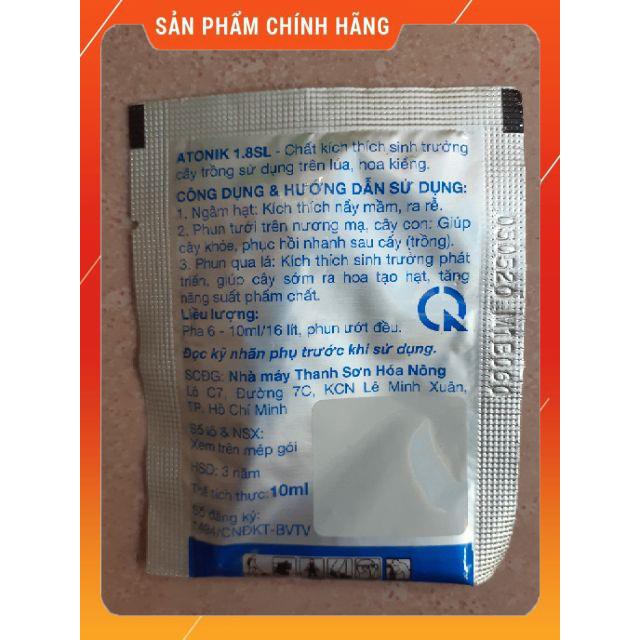 SẢN PHẨM CHÍNH HÃNG
ATONIK 1.8SL - Chất kích thích sinh trưởng
cây trồng sử dụng trên lúa, hoa kiểng.
CÔNG DỤNG & HƯỚNG DẪN SỬ DỤNG:
1. Ngâm hạt: Kích thích nẩy mầm, ra rễ.
2. Phun tưới trên nương mạ, cây con: Giúp
cây khỏe, phục hồi nhanh sau cấy (trồng).
3. Phun qua lá: Kích thích sinh trưởng phát
triển, giúp cây sớm ra hoa tạo hạt, tăng
năng suất phẩm chất.
Liều lượng:
Pha 6 - 10ml/16 lít, phun ướt đều.
Đọc kỹ nhãn phụ trước khi sử dụng.
SCĐG: Nhà máy Thanh Sơn Hóa Nông
Lô C7, Đường 7C, KCN Lê Minh Xuân,
TP. Hồ Chí Minh
Số lô & NSX:
Xem trên mép gói
HSD: 3 năm
Thể tích thực: 10ml
Số đăng ký:
/CNĐKT-BVTV
030520